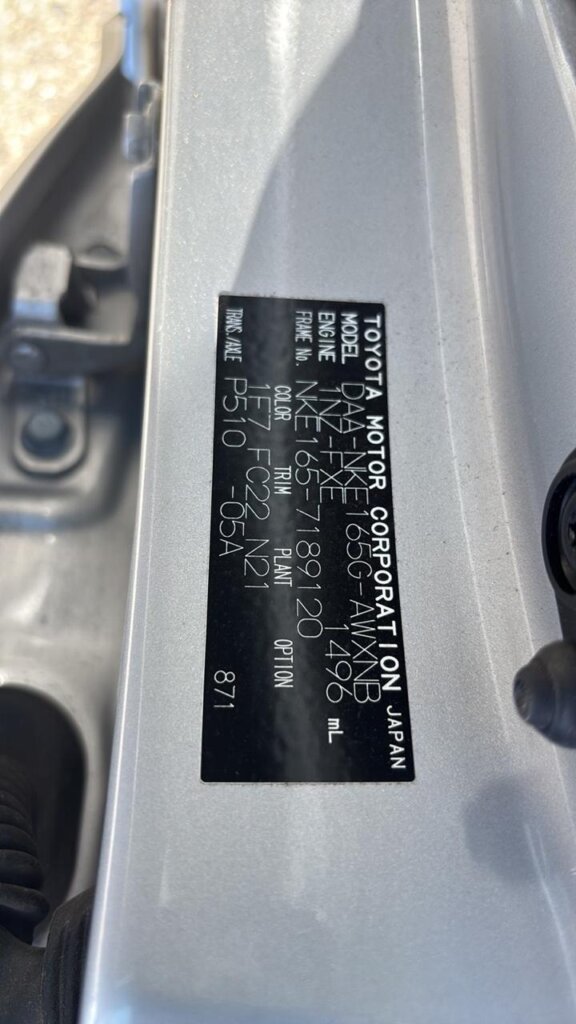 TOYOTA MOTOR CORPORATION JAPAN
MODEL DAA-NKE165G-AWXNB
ENGINE 1NZ-FXE 1496 mL
FRAME No. NKE165-7189120
COLOR TRIM PLANT OPTION
1F7 FC22 N21
TRANS./AXLE P510 -05A
871